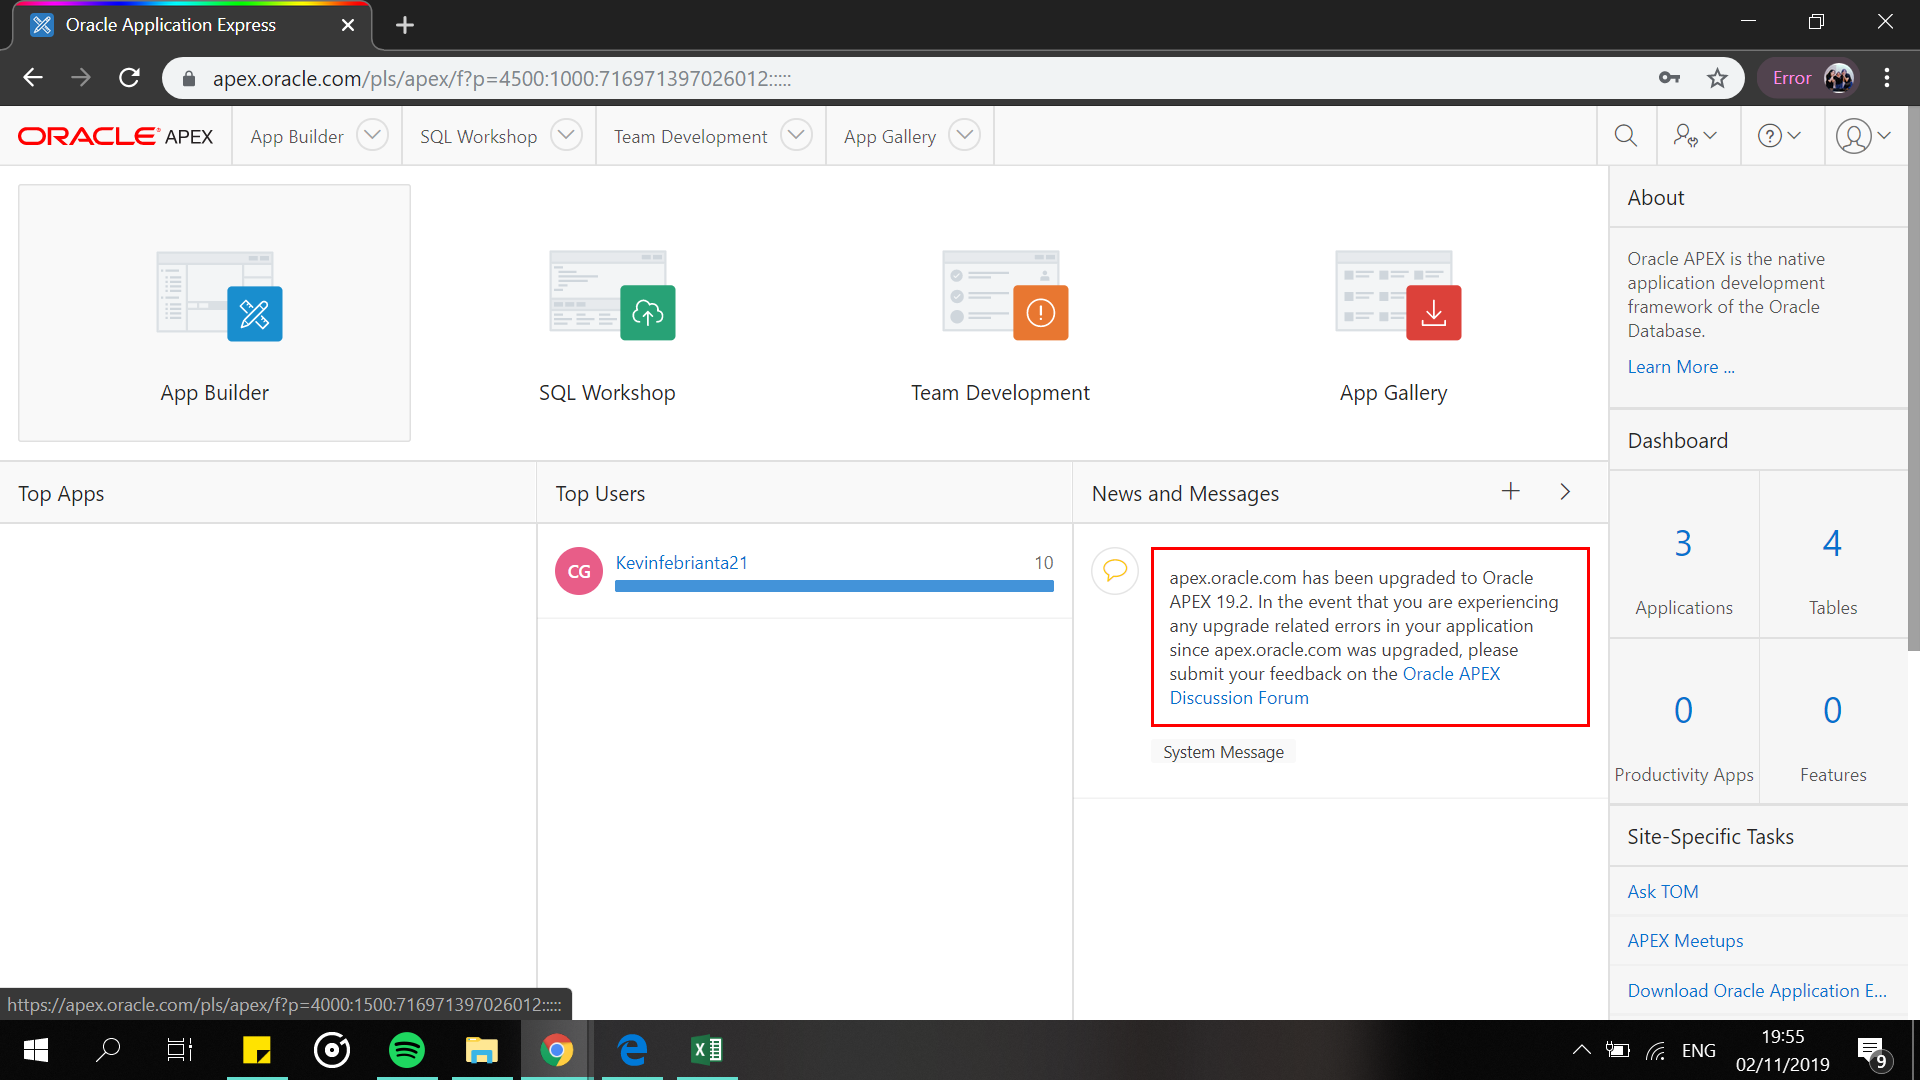 Oracle Application Express
apex.oracle.com/pls/apex/f?p=4500:1000:716971397026012:::::
Error
ORACLE APEX
App Builder
SQL Workshop
Team Development
App Gallery
App Builder
SQL Workshop
Team Development
App Gallery
Top Apps
Top Users
CG
Kevinfebrianta21
10
News and Messages
apex.oracle.com has been upgraded to Oracle
APEX 19.2. In the event that you are experiencing
any upgrade related errors in your application
since apex.oracle.com was upgraded, please
submit your feedback on the Oracle APEX
Discussion Forum
System Message
About
Oracle APEX is the native
application development
framework of the Oracle
Database.
Learn More ...
Dashboard
3
Applications
4
Tables
0
Productivity Apps
0
Features
Site-Specific Tasks
Ask TOM
APEX Meetups
Download Oracle Application E...
https://apex.oracle.com/pls/apex/f?p=4000:1500:716971397026012:::::
ENG
19:55
02/11/2019
9